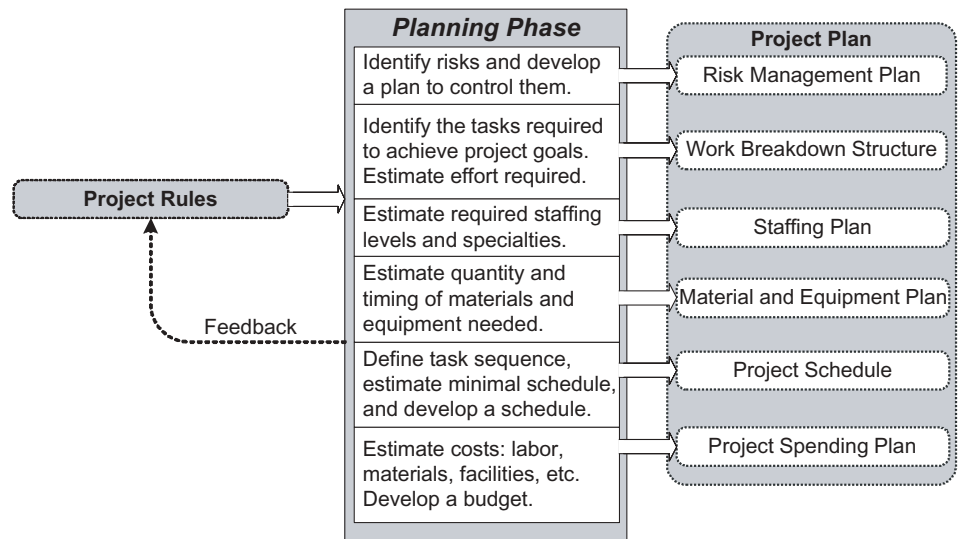 Planning Phase
Identify risks and develop
a plan to control them.
Identify the tasks required
to achieve project goals.
Estimate effort required.
Estimate required staffing
levels and specialties.
Estimate quantity and
timing of materials and
equipment needed.
Define task sequence,
estimate minimal schedule,
and develop a schedule.
Estimate costs: labor,
materials, facilities, etc.
Develop a budget.
Project Rules
Feedback
Project Plan
Risk Management Plan
Work Breakdown Structure
Staffing Plan
Material and Equipment Plan
Project Schedule
Project Spending Plan